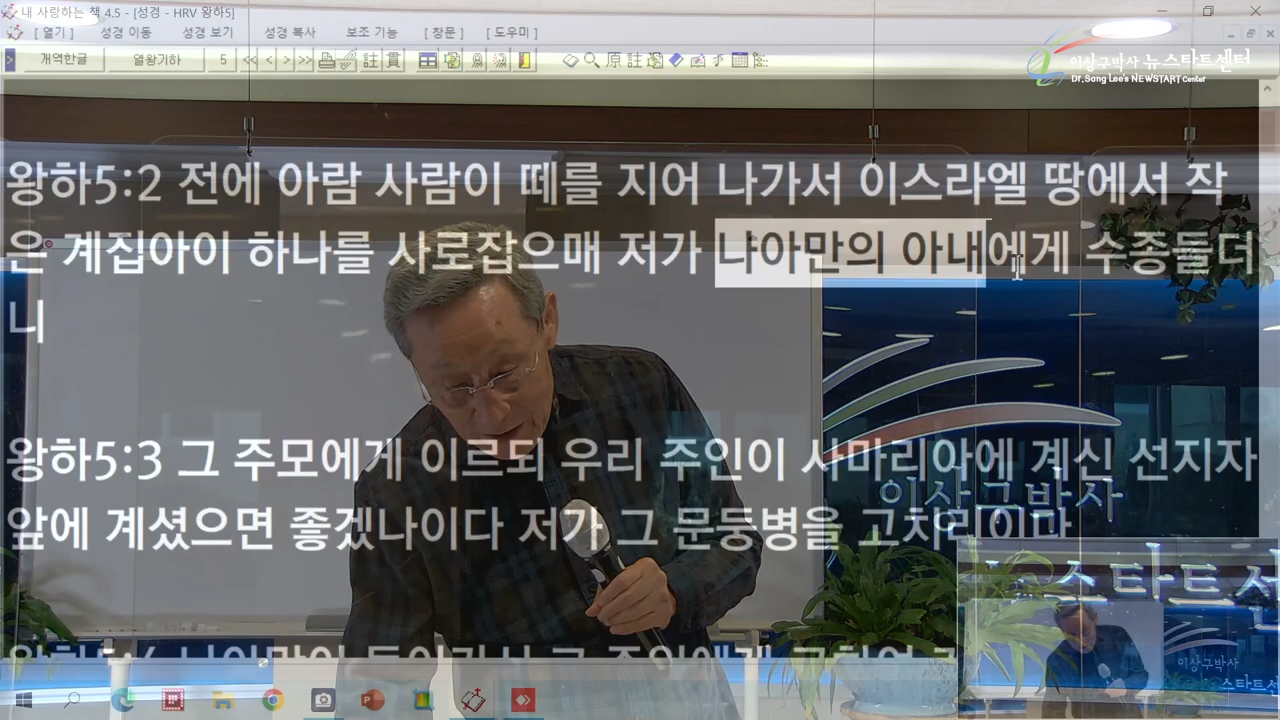 내 사랑하는 책 4.5 - [성경 - HRV 왕하5]
[ 열기 ] 성경 이동 성경 보기 성경 복사 보조 기능 [ 창문 ] [ 도우미 ]
개역한글 열왕기하 5 << < > >> 原 註
이상구박사 뉴스타트센터
Dr. Sang Lee's NEWSTART Center
왕하5:2 전에 아람 사람이 떼를 지어 나가서 이스라엘 땅에서 작
은 계집아이 하나를 사로잡으매 저가 나아만의 아내에게 수종들더
니
왕하5:3 그 주모에게 이르되 우리 주인이 사마리아에 계신 선지자
앞에 계셨으면 좋겠나이다 저가 그 문둥병을 고치리이다
이상구박사
뉴스타트센
이상구박사
스타트센